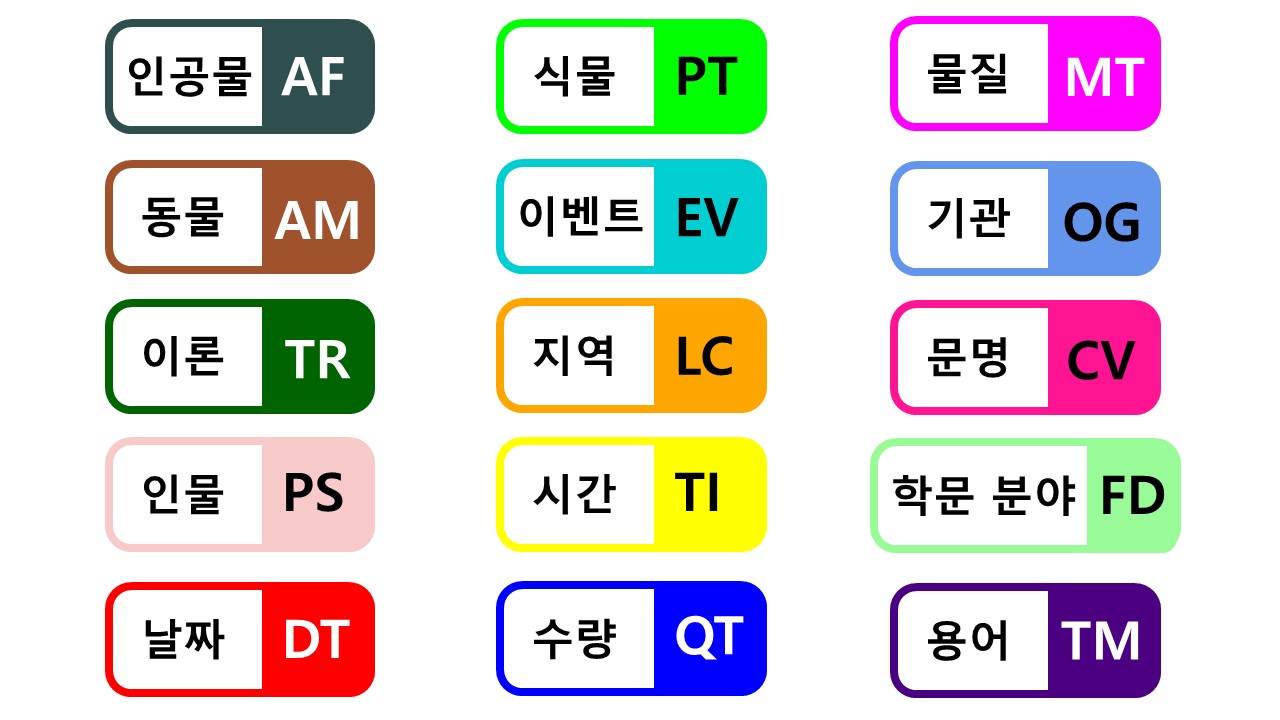 인공물 AF
식물 PT
물질 MT
동물 AM
이벤트 EV
기관 OG
이론 TR
지역 LC
문명 CV
인물 PS
시간 TI
학문 분야 FD
날짜 DT
수량 QT
용어 TM